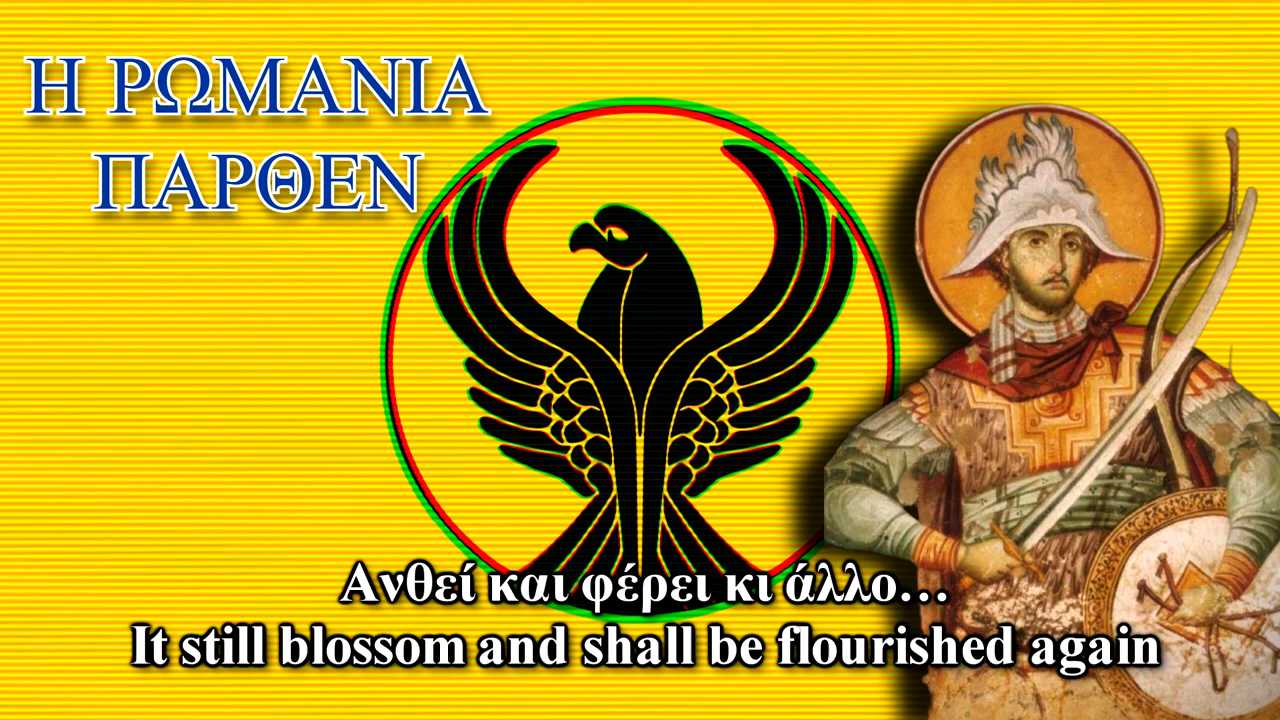 Η ΡΩΜΑΝΙΑ
ΠΑΡΘΕΝ
Ανθεί και φέρει κι άλλο...
It still blossom and shall be flourished again